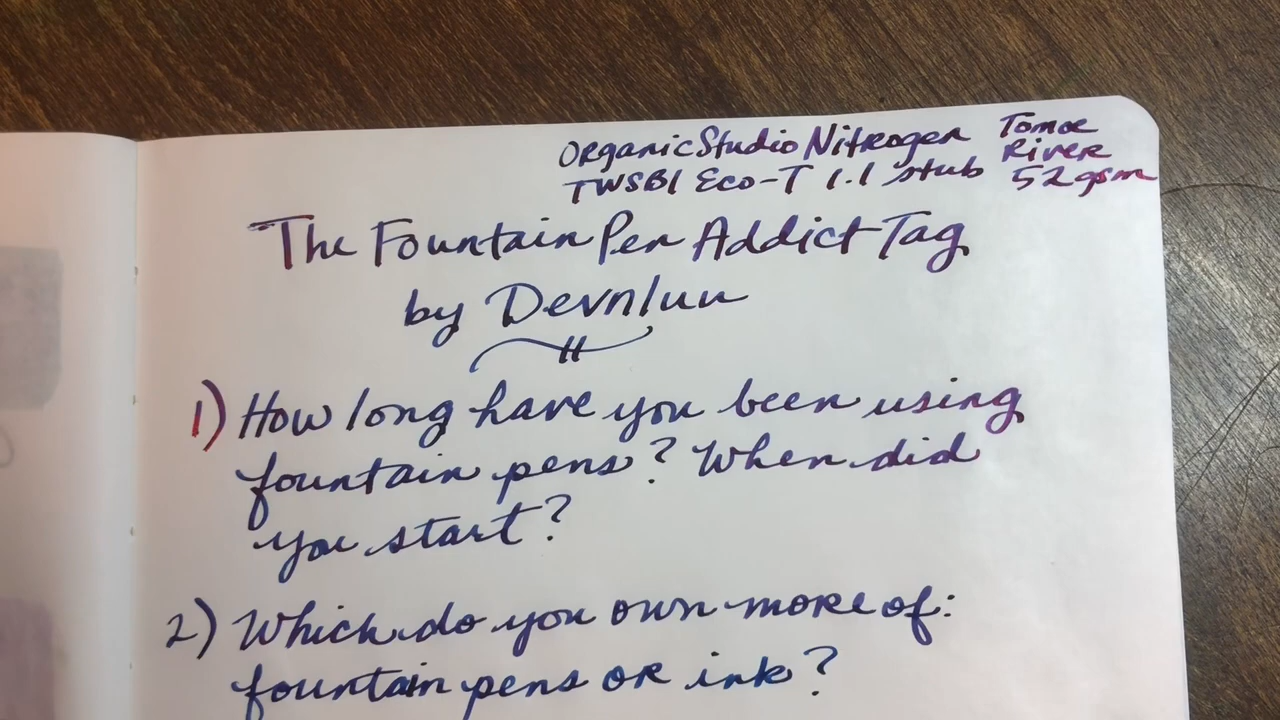 Organic Studio Nitrogen Tomoe
TWSBI Eco-T 1.1 stub River
52gsm
The Fountain Pen Addict Tag
by Devnluu
1) How long have you been using
fountain pens? When did
you start?
2) Which do you own more of:
fountain pens or ink?